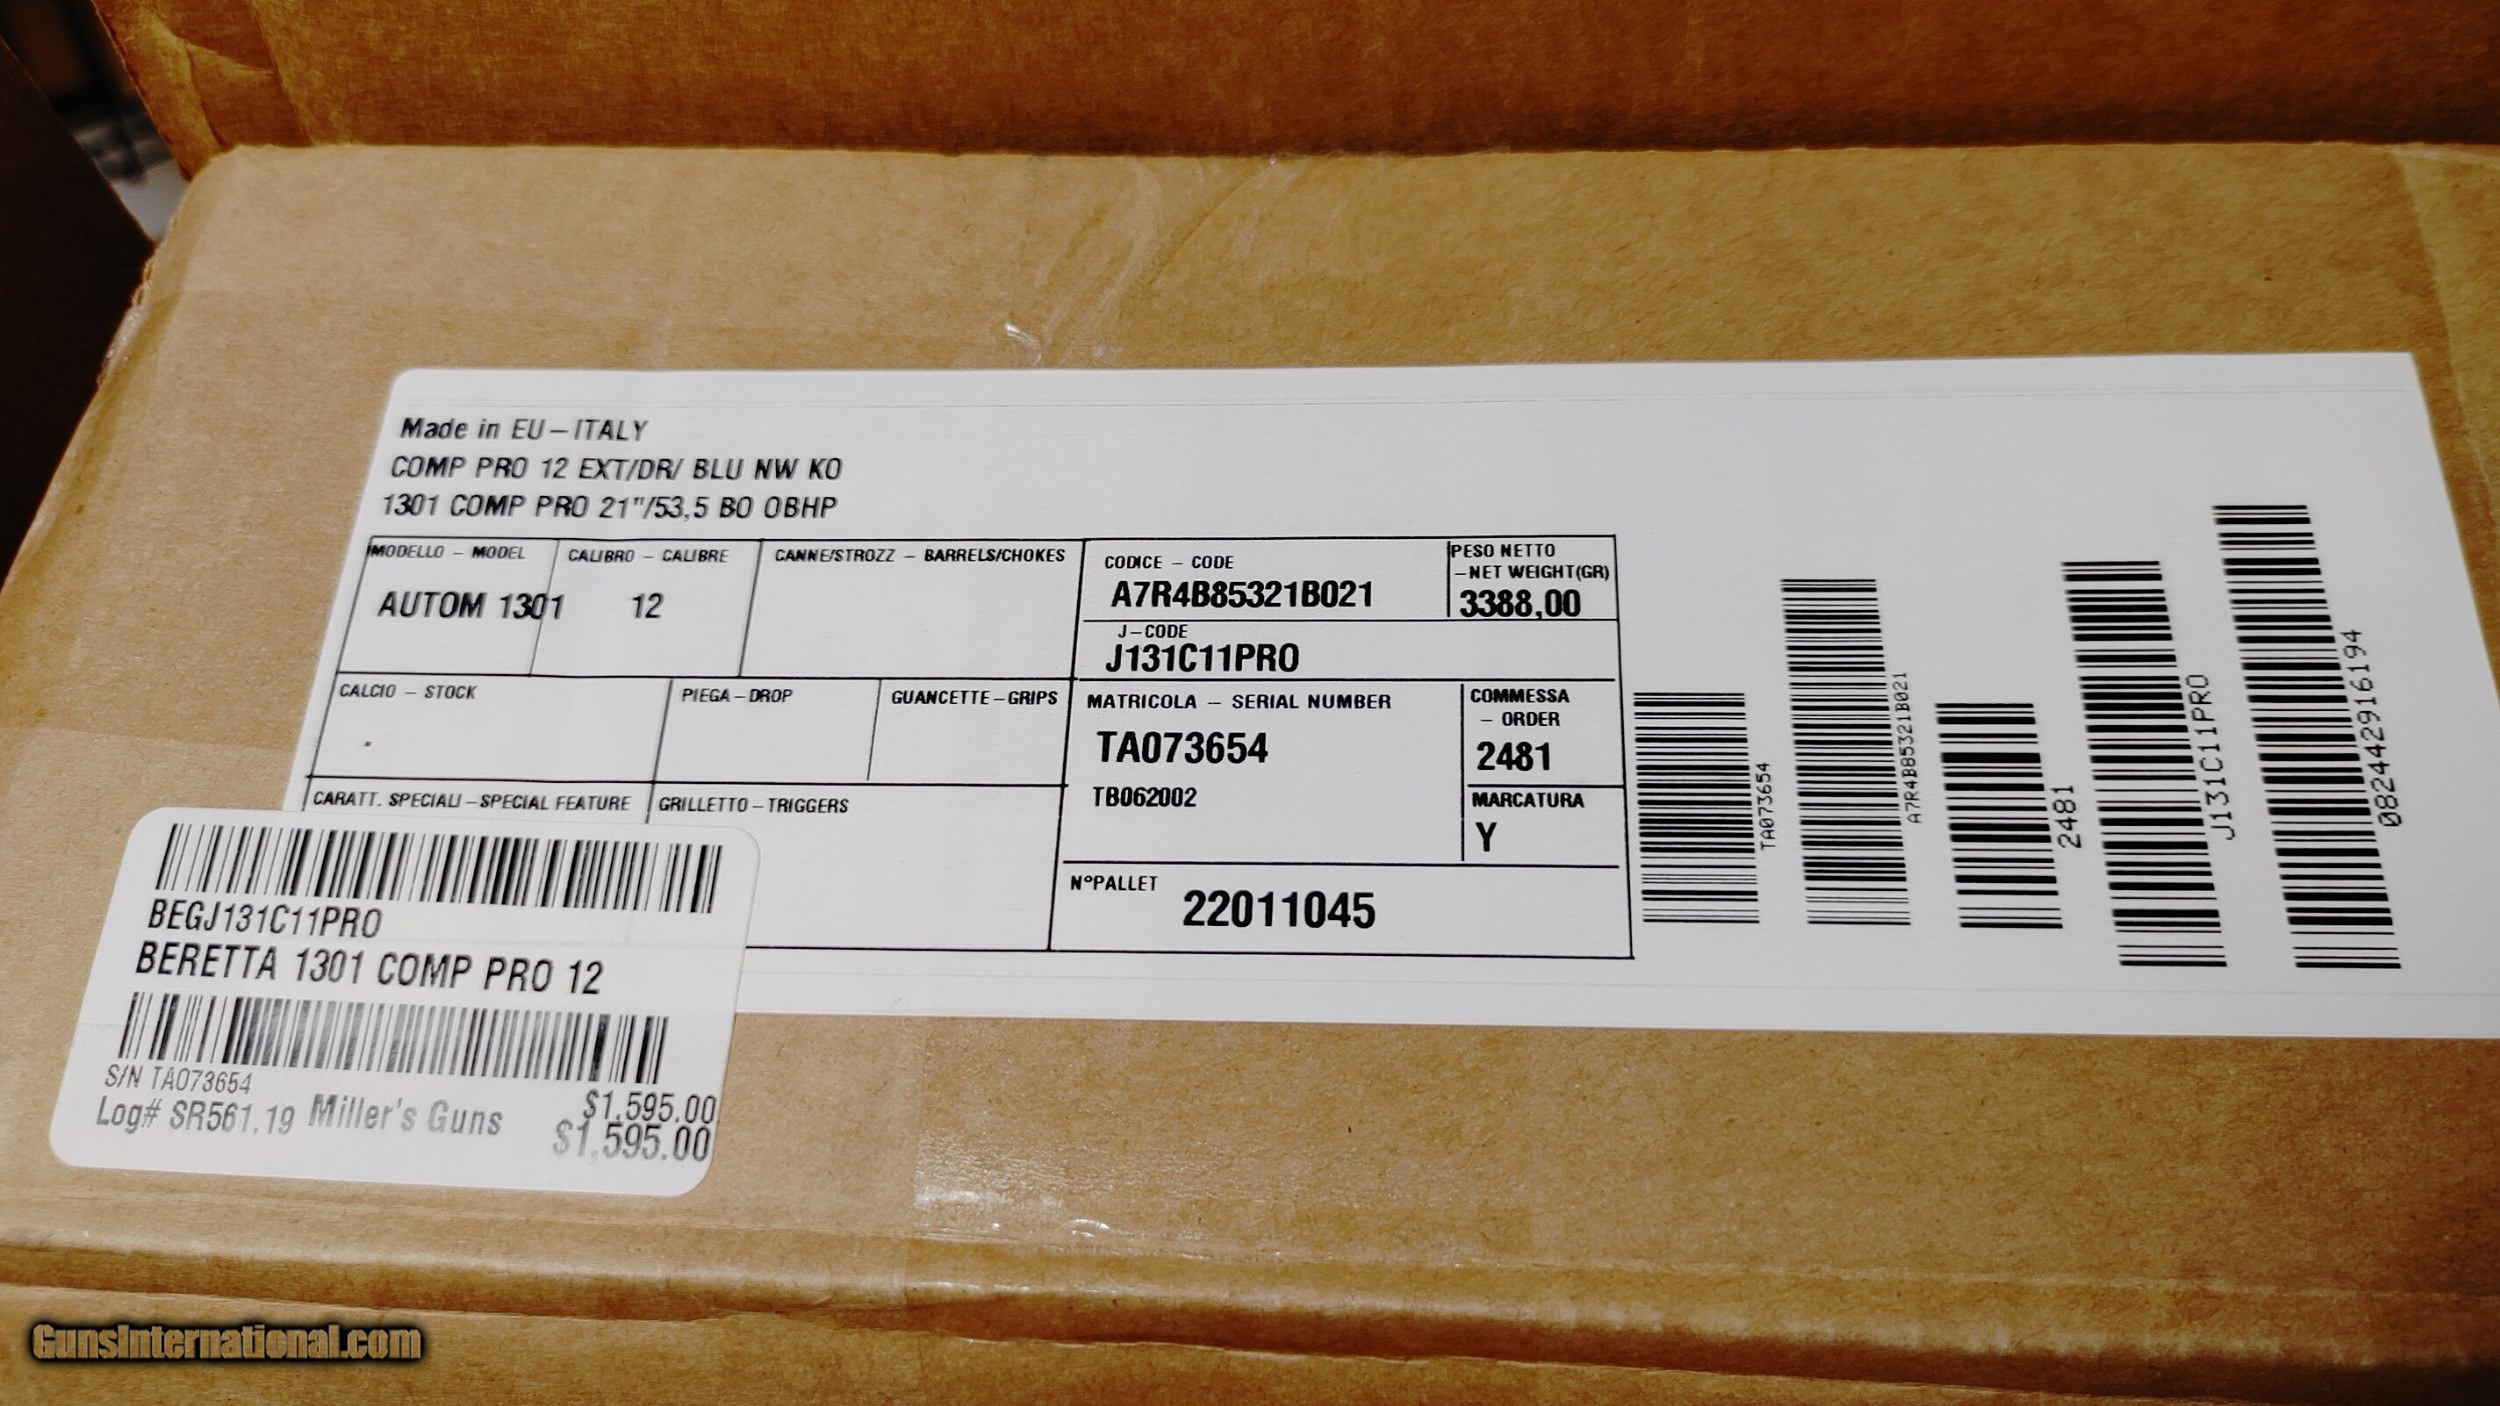 Made in EU-ITALY
COMP PRO 12 EXT/DR/ BLU NW KO
1301 COMP PRO 21"/53,5 BO OBHP
MODELLO - MODEL
AUTOM 1301
CALIBRO - CALIBRE
12
CANNE/STROZZ - BARRELS/CHOKES
CODICE - CODE
A7R4B85321B021
PESO NETTO
-NET WEIGHT(GR)
3388,00
J-CODE
J131C11PRO
CALCIO - STOCK
.
PIEGA-DROP
GUANCETTE-GRIPS
MATRICOLA - SERIAL NUMBER
TA073654
TB062002
COMMESSA
- ORDER
2481
MARCATURA
Y
CARATT. SPECIALI-SPECIAL FEATURE
GRILLETTO-TRIGGERS
N°PALLET
22011045
TA073654
A7R4B85321B021
2481
J131C11PRO
082442916194
BEGJ131C11PRO
BERETTA 1301 COMP PRO 12
S/N TA073654
$1,595.00
Log# SR561.19 Miller's Guns
$1,595.00
GunsInternational.com